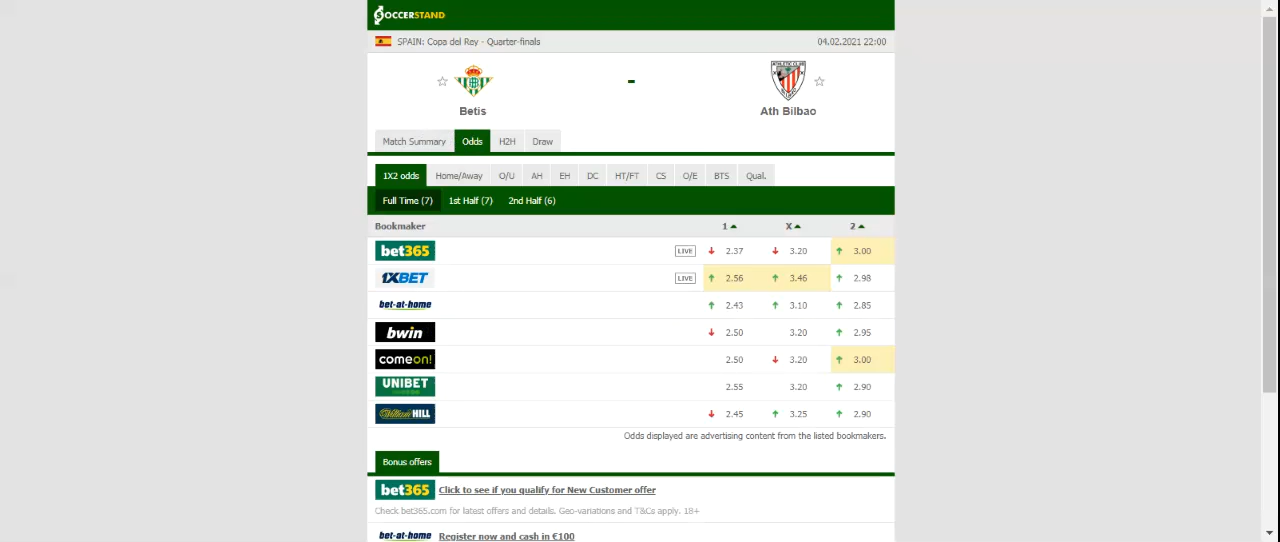 SOCCERSTAND
SPAIN: Copa del Rey - Quarter-finals 04.02.2021 22:00
ATHLETIC CLUB
-
Betis Ath Bilbao
Match Summary Odds H2H Draw
1X2 odds Home/Away O/U AH EH DC HT/FT CS O/E BTS Qual.
Full Time (7) 1st Half (7) 2nd Half (6)
Bookmaker 1 X 2
bet365 LIVE 2.37 3.20 3.00
1XBET LIVE 2.56 3.46 2.98
bet-at-home 2.43 3.10 2.85
bwin 2.50 3.20 2.95
comeon! 2.50 3.20 3.00
UNIBET 2.55 3.20 2.90
William HILL 2.45 3.25 2.90
Odds displayed are advertising content from the listed bookmakers.
Bonus offers
bet365 Click to see if you qualify for New Customer offer
Check bet365.com for latest offers and details. Geo-variations and T&Cs apply. 18+
bet-at-home Register now and cash in €100